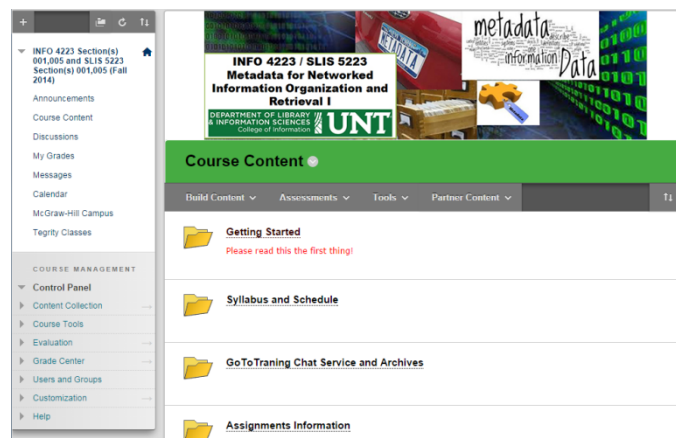 INFO 4223 Section(s)
001,005 and SLIS 5223
Section(s) 001,005 (Fall
2014)
Announcements
Course Content
Discussions
My Grades
Messages
Calendar
McGraw-Hill Campus
Tegrity Classes
COURSE MANAGEMENT
Control Panel
Content Collection
Course Tools
Evaluation
Grade Center
Users and Groups
Customization
Help
INFO 4223 / SLIS 5223
Metadata for Networked
Information Organization and
Retrieval I
DEPARTMENT OF LIBRARY
& INFORMATION SCIENCES
College of Information
UNT
METADATA
metadata
information
Data
Course Content
Build Content
Assessments
Tools
Partner Content
Getting Started
Please read this the first thing!
Syllabus and Schedule
GoToTraning Chat Service and Archives
Assignments Information